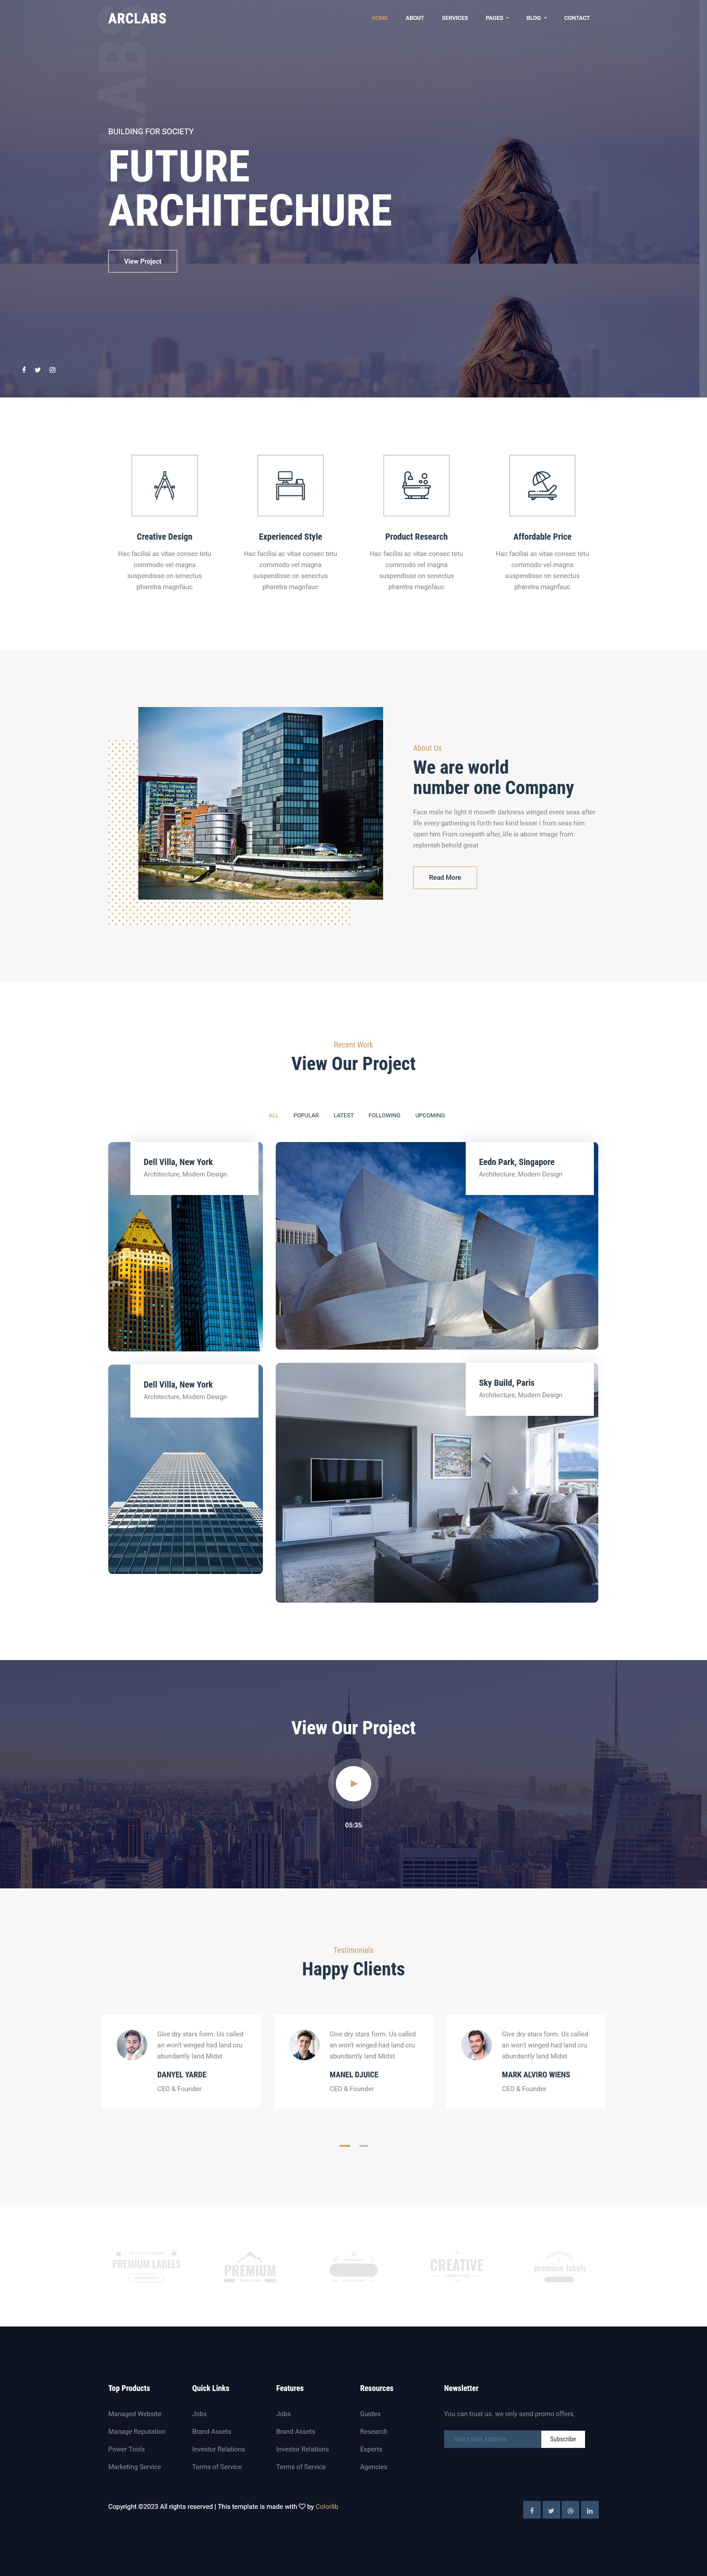 ARCLABS
HOME ABOUT SERVICES PAGES BLOG CONTACT
BUILDING FOR SOCIETY
FUTURE
ARCHITECHURE
View Project
Creative Design
Hac facilisi ac vitae consec tetu
commodo vel magna
suspendisse on senectus
pharetra magnfauc
Experienced Style
Hac facilisi ac vitae consec tetu
commodo vel magna
suspendisse on senectus
pharetra magnfauc
Product Research
Hac facilisi ac vitae consec tetu
commodo vel magna
suspendisse on senectus
pharetra magnfauc
Affordable Price
Hac facilisi ac vitae consec tetu
commodo vel magna
suspendisse on senectus
pharetra magnfauc
About Us
We are world
number one Company
Face male he light it moveth darkness winged eveni seas after
life every gathering is forth two kind lesser i from seas him
open him From creepeth after, life is above image from
replenish behold great
Read More
Recent Work
View Our Project
ALL POPULAR LATEST FOLLOWING UPCOMING
Dell Villa, New York
Architecture, Modern Design
Eedn Park, Singapore
Architecture, Modern Design
Dell Villa, New York
Architecture, Modern Design
Sky Build, Paris
Architecture, Modern Design
View Our Project
05:35
Testimonials
Happy Clients
Give dry stars form. Us called
an won't winged had land cru
abundantly land Midst
DANYEL YARDE
CEO & Founder
Give dry stars form. Us called
an won't winged had land cru
abundantly land Midst
MANEL DJUICE
CEO & Founder
Give dry stars form. Us called
an won't winged had land cru
abundantly land Midst
MARK ALVIRO WIENS
CEO & Founder
PREMIUM LABELS
PREMIUM
CREATIVE
premium labels
Top Products
Managed Website
Manage Reputation
Power Tools
Marketing Service
Quick Links
Jobs
Brand Assets
Investor Relations
Terms of Service
Features
Jobs
Brand Assets
Investor Relations
Terms of Service
Resources
Guides
Research
Experts
Agencies
Newsletter
You can trust us. we only send promo offers,
Your Email Address
Subscribe
Copyright ©2023 All rights reserved | This template is made with by Colorlib